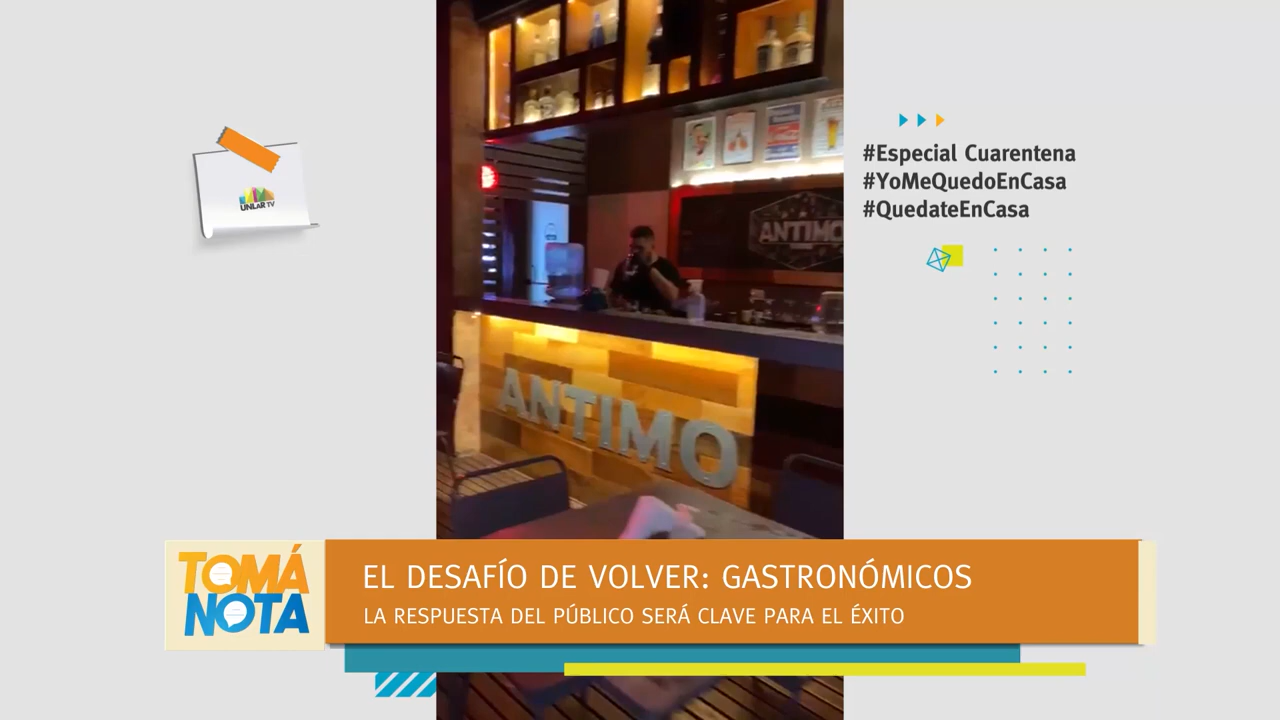 UNLAR TV
#Especial Cuarentena
#YoMeQuedoEnCasa
#QuedateEnCasa
ANTIMO
ANTIMO
TOMÁ
NOTA
EL DESAFÍO DE VOLVER: GASTRONÓMICOS
LA RESPUESTA DEL PÚBLICO SERÁ CLAVE PARA EL ÉXITO